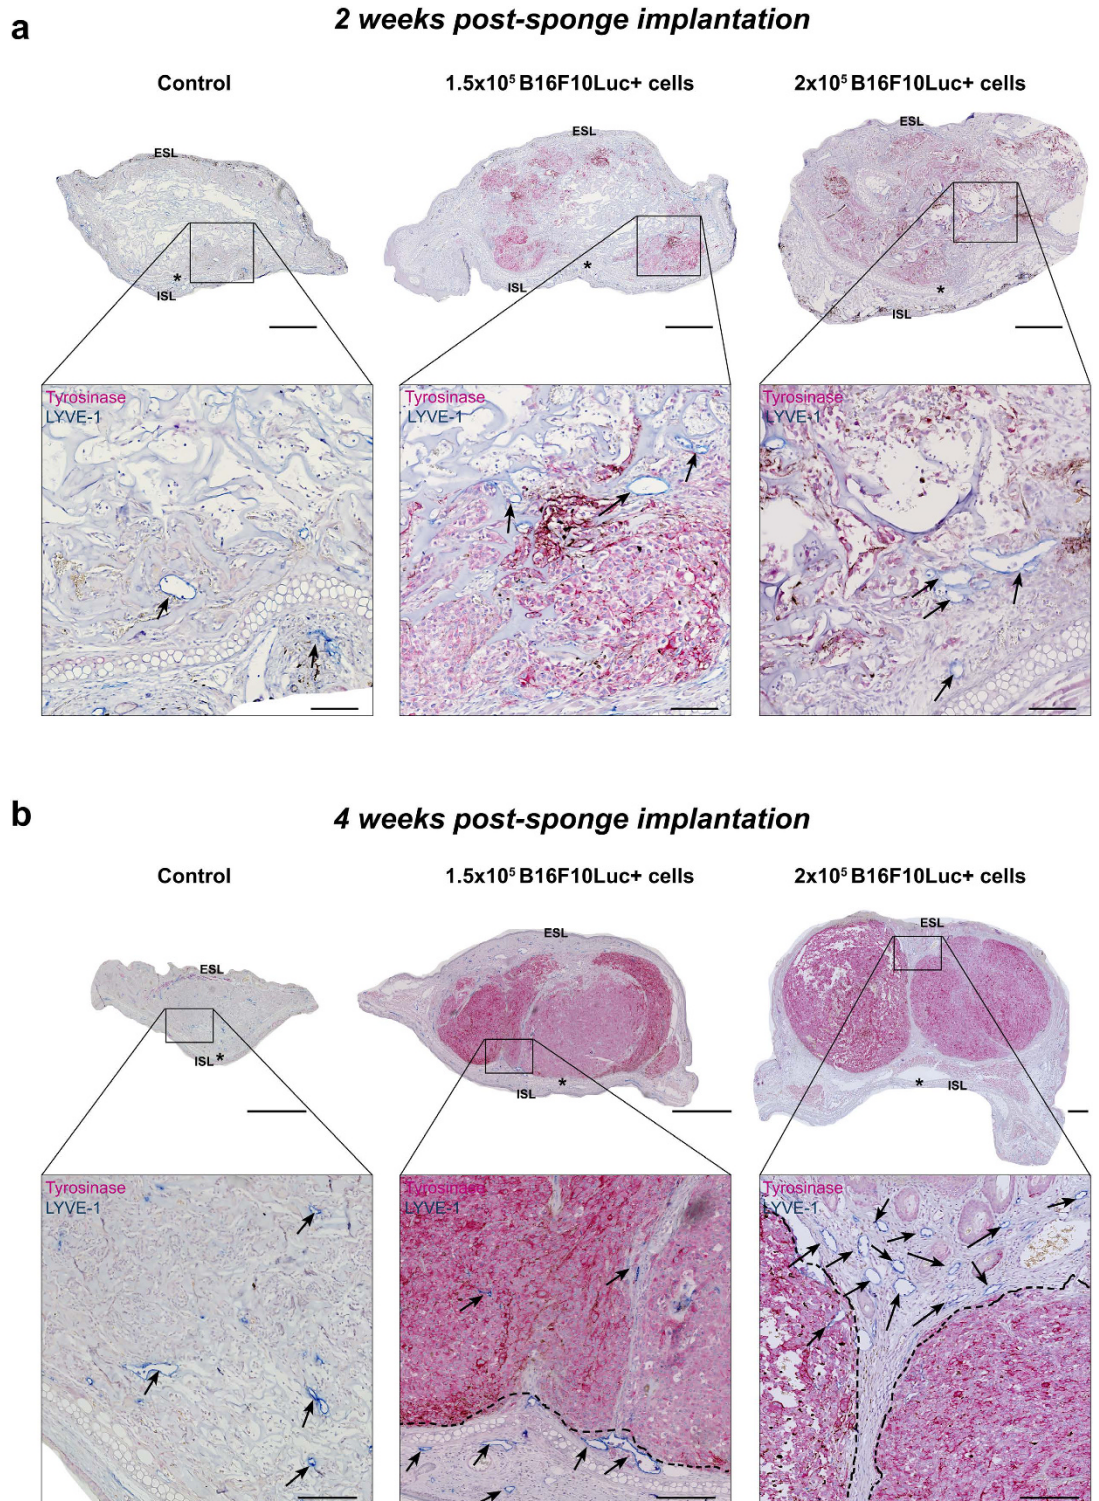 a
2 weeks post-sponge implantation
Control
1.5x10⁵ B16F10Luc+ cells
2x10⁵ B16F10Luc+ cells
ESL
ESL
ESL
*
ISL
*
ISL
*
ISL
Tyrosinase
LYVE-1
Tyrosinase
LYVE-1
Tyrosinase
LYVE-1
b
4 weeks post-sponge implantation
Control
1.5x10⁵ B16F10Luc+ cells
2x10⁵ B16F10Luc+ cells
ESL
ESL
ESL
ISL *
*
ISL
* ISL
Tyrosinase
LYVE-1
Tyrosinase
LYVE-1
Tyrosinase
LYVE-1